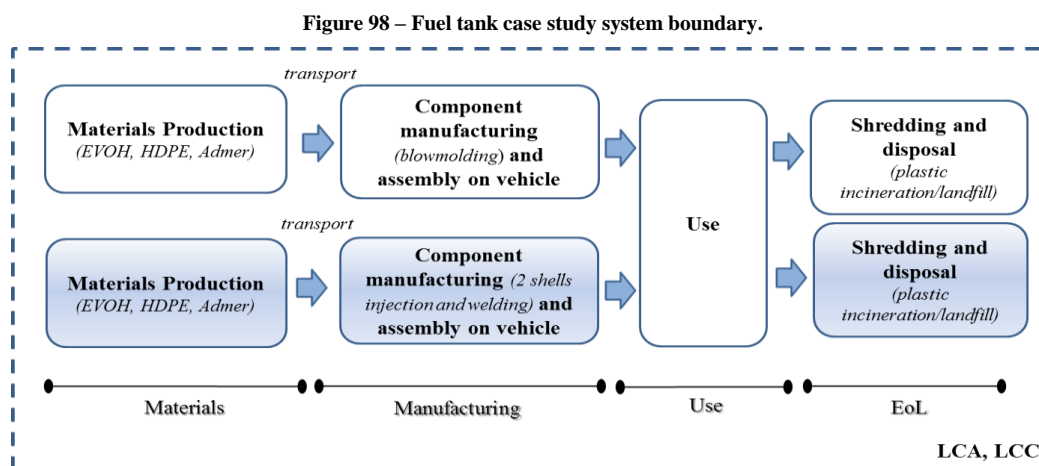 Figure 98 – Fuel tank case study system boundary.
transport
Materials Production
(EVOH, HDPE, Admer)
Component
manufacturing
(blowmolding) and
assembly on vehicle
Use
Shredding and
disposal
(plastic
incineration/landfill)
transport
Materials Production
(EVOH, HDPE, Admer)
Component
manufacturing (2 shells
injection and welding) and
assembly on vehicle
Shredding and
disposal
(plastic
incineration/landfill)
Materials
Manufacturing
Use
EoL
LCA, LCC